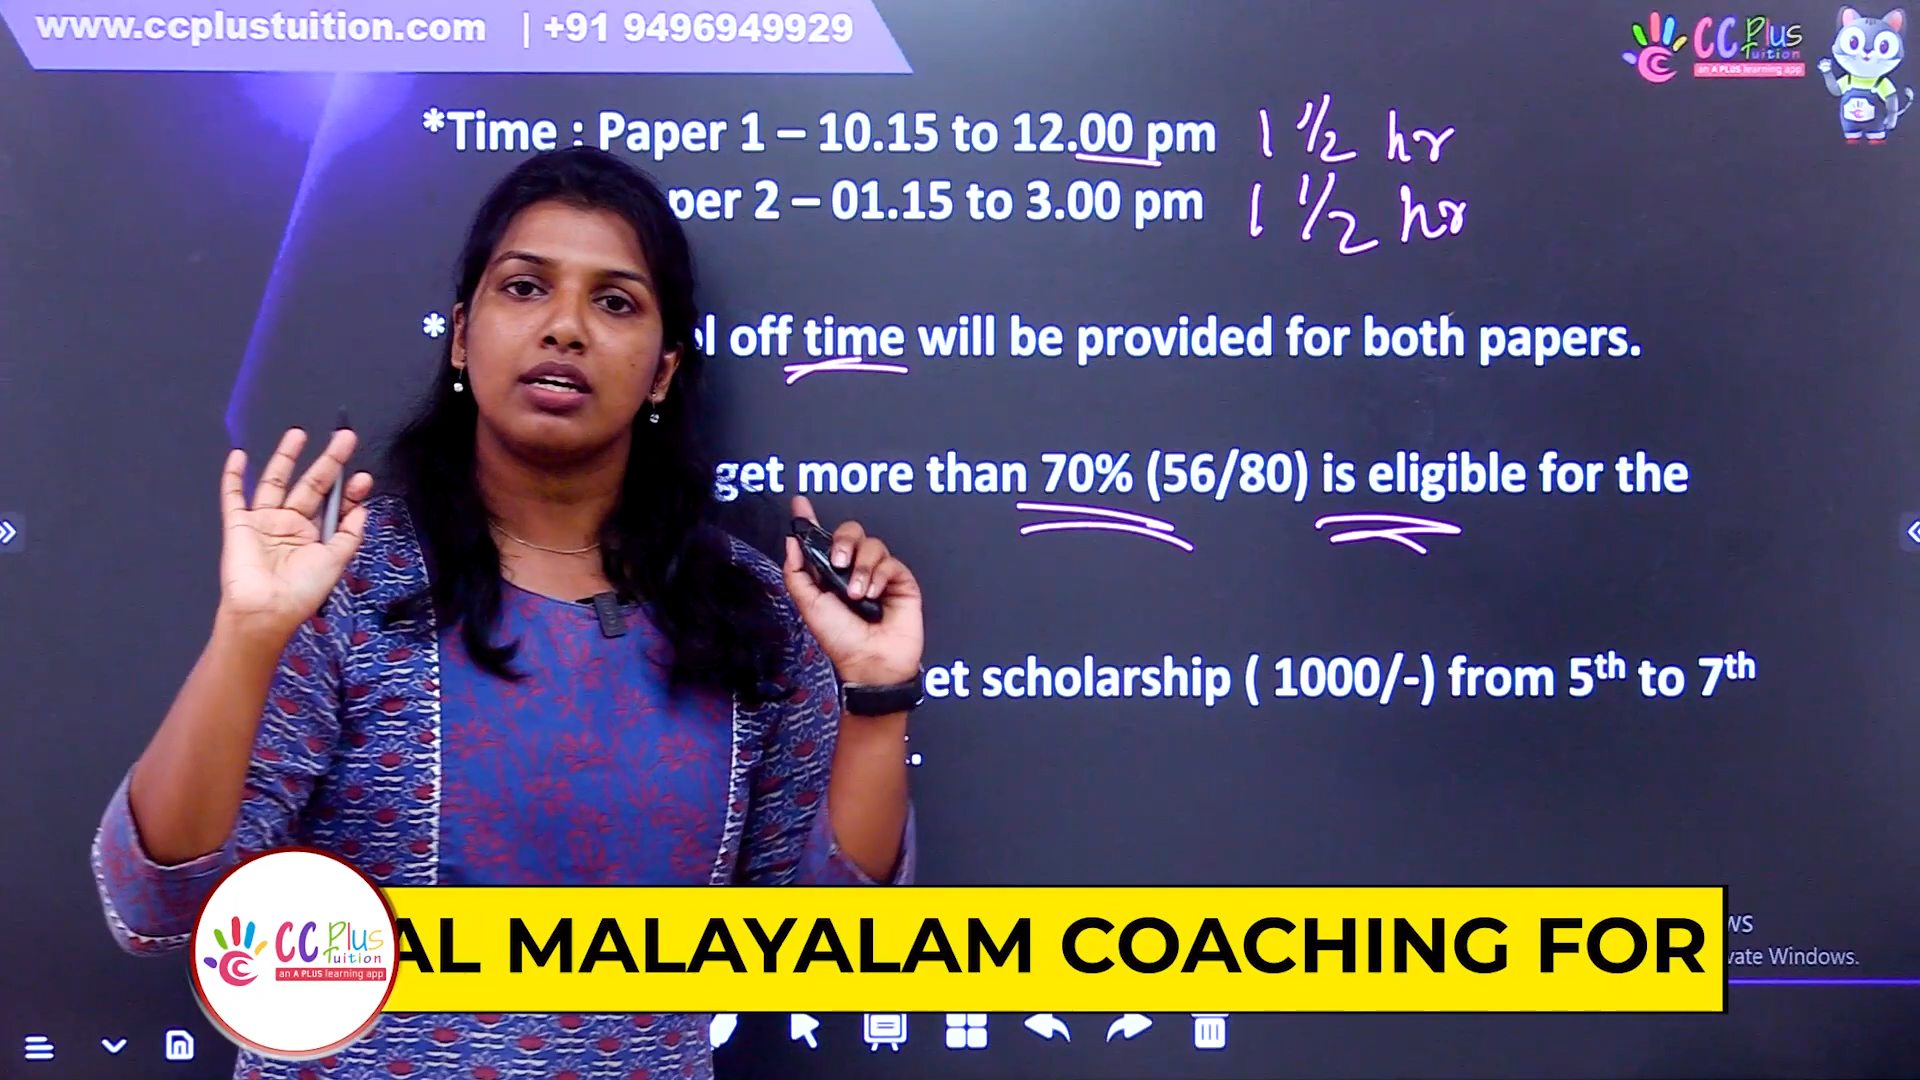 www.ccplustuition.com | +91 9496949929
CC Plus
Tuition
an A PLUS learning app
*Time : Paper 1 – 10.15 to 12.00 pm 1 1/2 hr
per 2 – 01.15 to 3.00 pm 1 1/2 hr
* l off time will be provided for both papers.
get more than 70% (56/80) is eligible for the
et scholarship ( 1000/-) from 5th to 7th
.
CC Plus
Tuition
an A PLUS learning app
AL MALAYALAM COACHING FOR
ws
vate Windows.